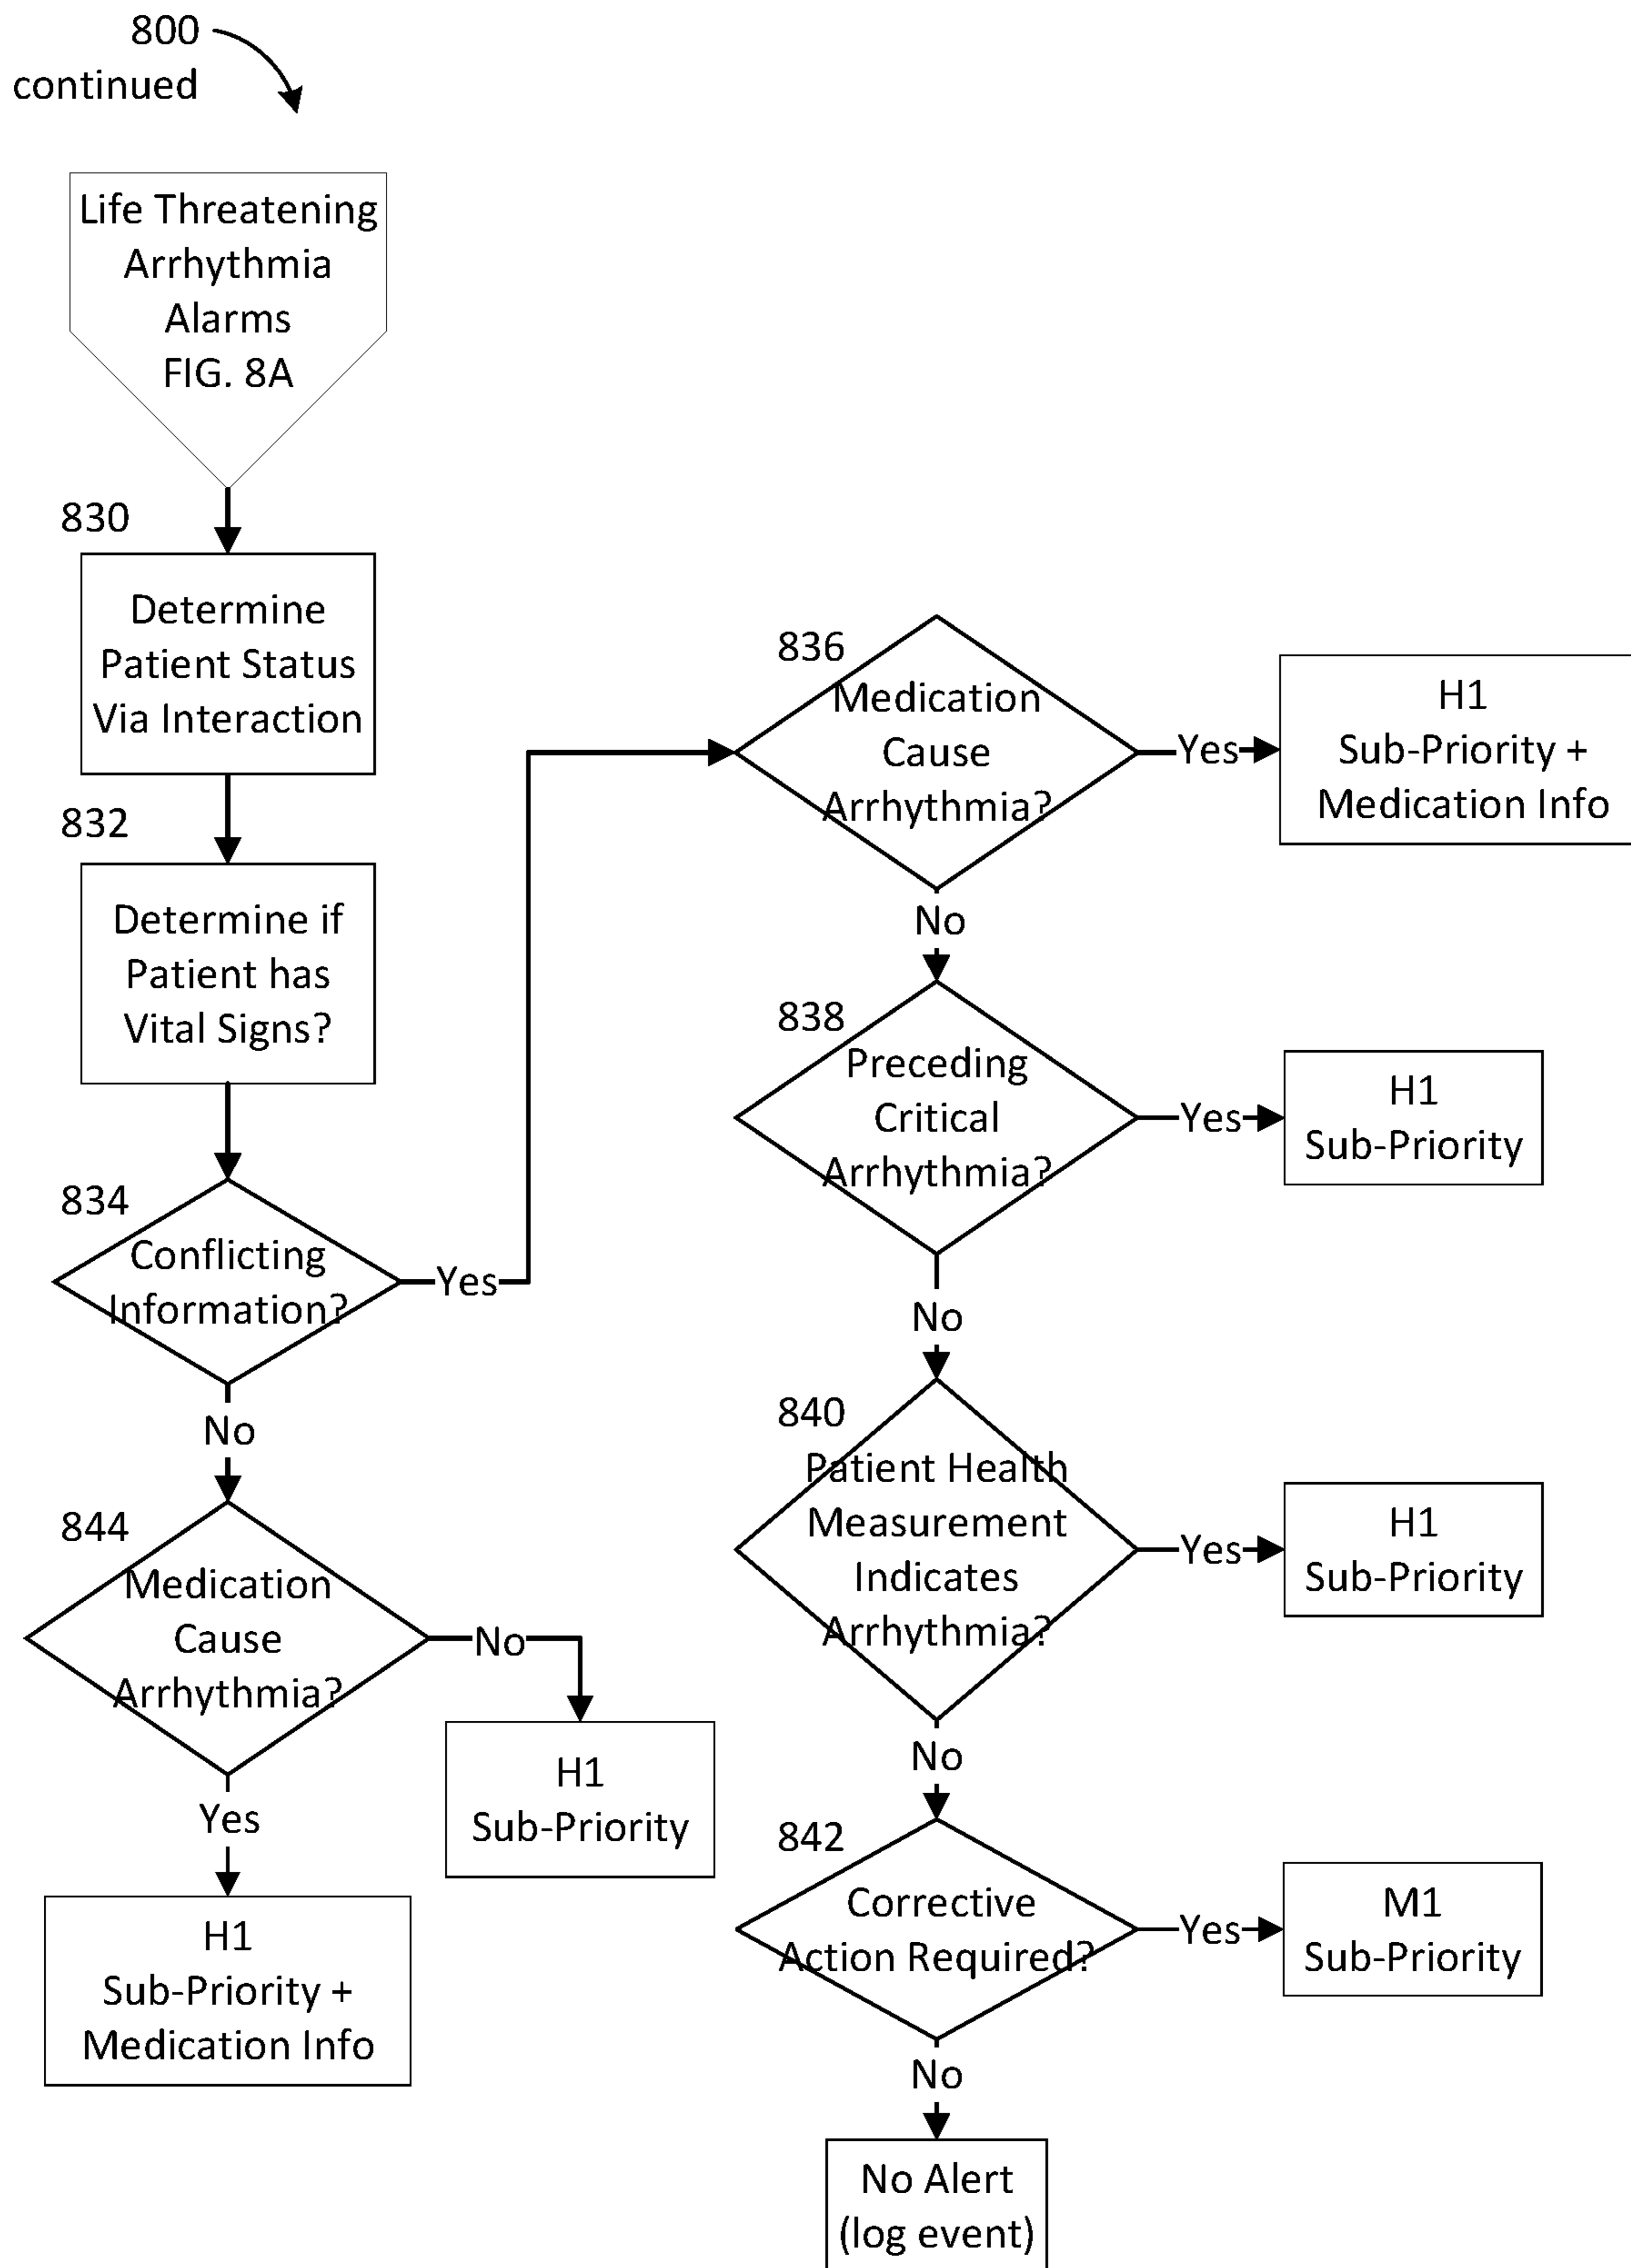 800
continued
Life Threatening
Arrhythmia
Alarms
FIG. 8A
830
Determine
Patient Status
Via Interaction
832
Determine if
Patient has
Vital Signs?
834
Conflicting
Information?
Yes
No
844
Medication
Cause
Arrhythmia?
No
H1
Sub-Priority
Yes
H1
Sub-Priority +
Medication Info
836
Medication
Cause
Arrhythmia?
Yes
H1
Sub-Priority +
Medication Info
No
838
Preceding
Critical
Arrhythmia?
Yes
H1
Sub-Priority
No
840
Patient Health
Measurement
Indicates
Arrhythmia?
Yes
H1
Sub-Priority
No
842
Corrective
Action Required?
Yes
M1
Sub-Priority
No
No Alert
(log event)